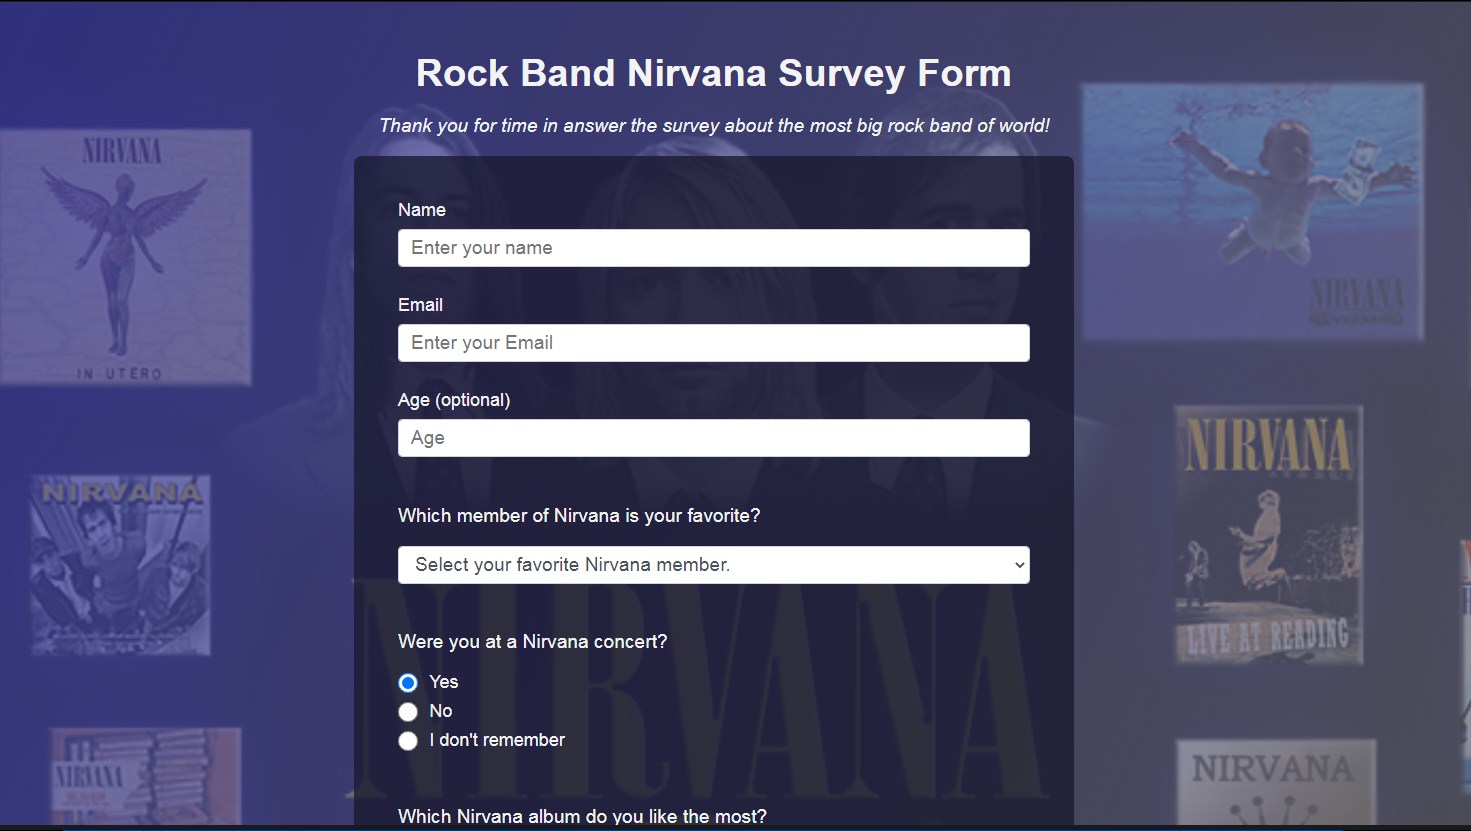 Rock Band Nirvana Survey Form
Thank you for time in answer the survey about the most big rock band of world!
NIRVANA
IN UTERO
NIRVANA
Name
Enter your name
Email
Enter your Email
Age (optional)
Age
NIRVANA
NIRVANA
LIVE AT READING
Which member of Nirvana is your favorite?
Select your favorite Nirvana member.
NIRVANA
Were you at a Nirvana concert?
Yes
No
I don't remember
NIRVANA
NIRVANA
Which Nirvana album do you like the most?